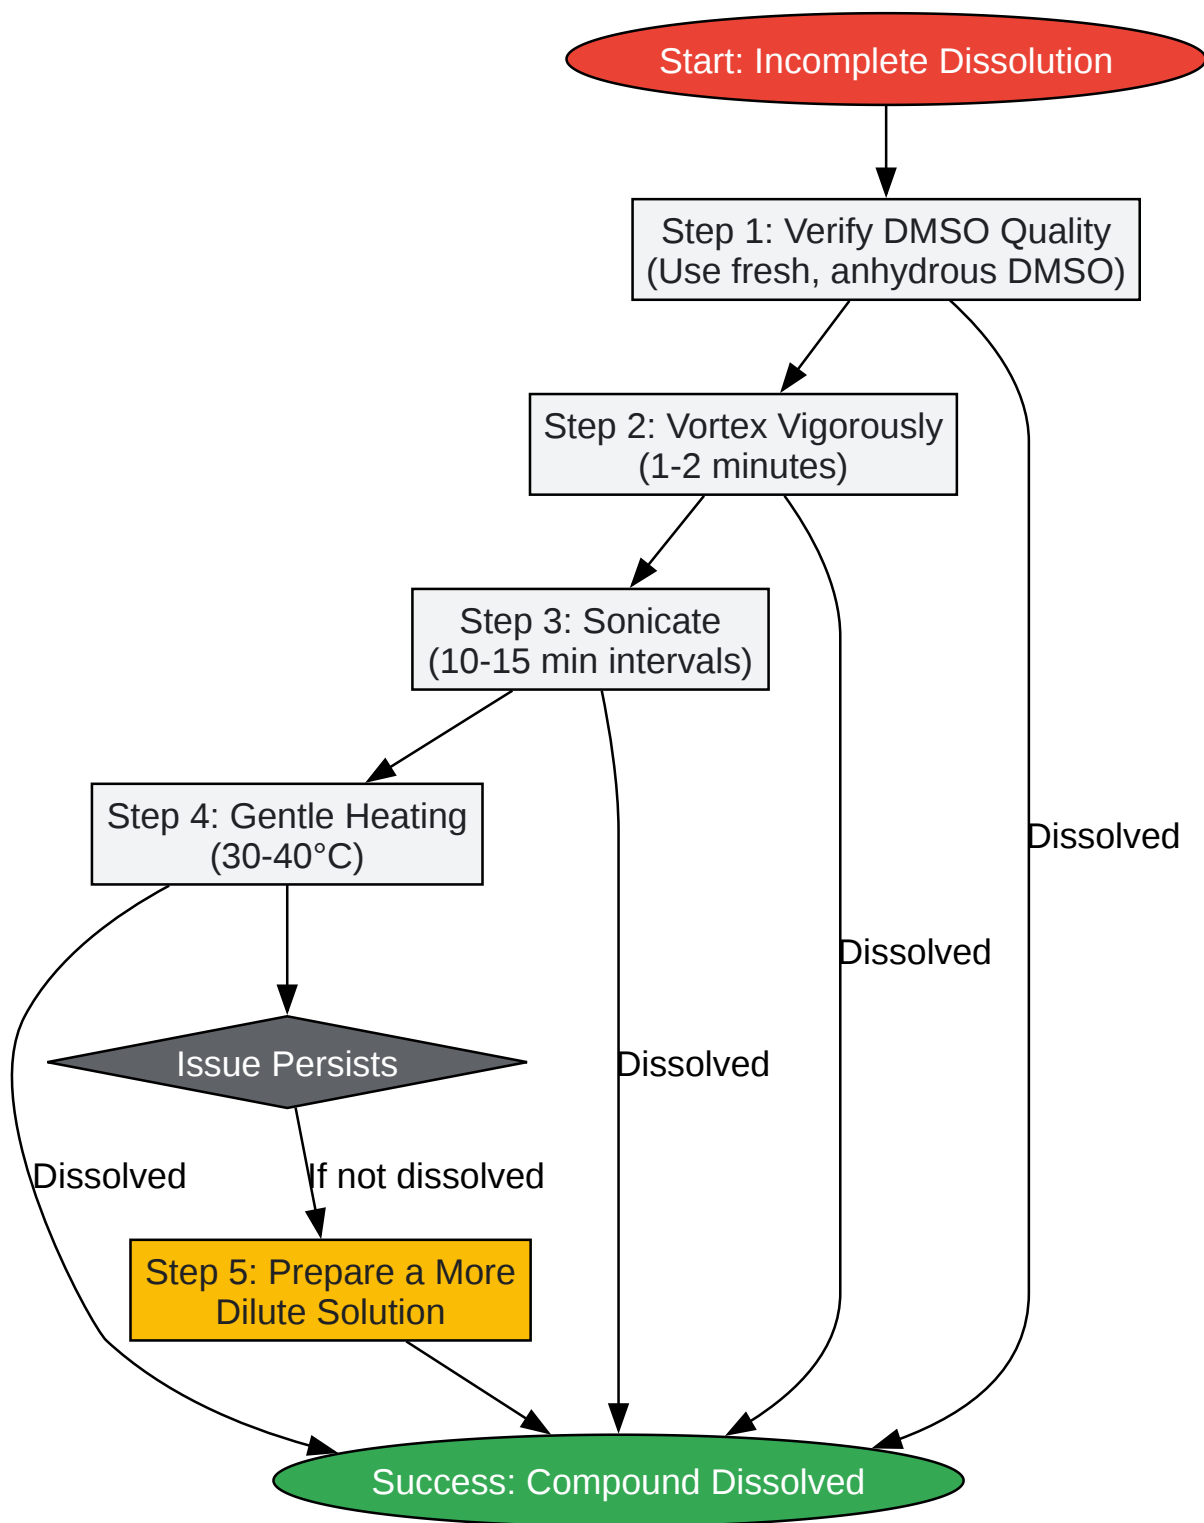 Start: Incomplete Dissolution
Step 1: Verify DMSO Quality
(Use fresh, anhydrous DMSO)
Step 2: Vortex Vigorously
(1-2 minutes)
Step 3: Sonicate
(10-15 min intervals)
Step 4: Gentle Heating
(30-40°C)
Dissolved
Dissolved
Issue Persists
Dissolved
Dissolved
If not dissolved
Step 5: Prepare a More
Dilute Solution
Success: Compound Dissolved